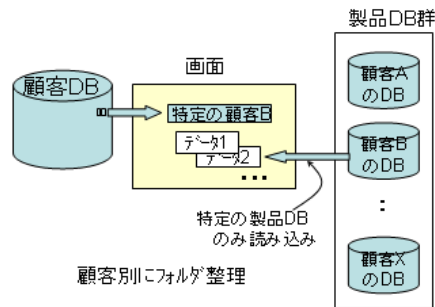 製品DB群
画面
顧客DB
特定の顧客B
データ1
データ2
...
顧客A
のDB
顧客B
のDB
:
顧客X
のDB
特定の製品DB
のみ読み込み
顧客別にフォルダ整理